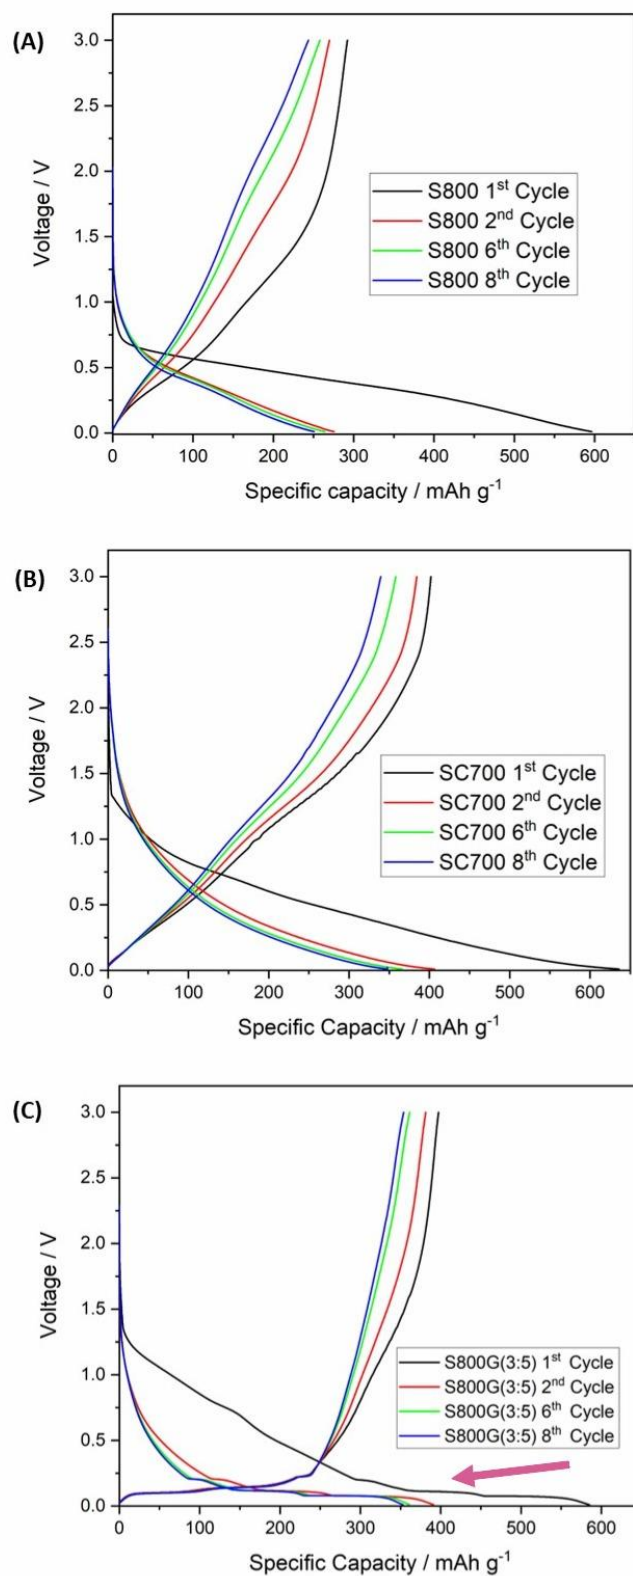 (A)
3.0
2.5
2.0
1.5
1.0
0.5
0.0
Voltage / V
S800 1st Cycle
S800 2nd Cycle
S800 6th Cycle
S800 8th Cycle
0 100 200 300 400 500 600
Specific capacity / mAh g-1
(B)
3.0
2.5
2.0
1.5
1.0
0.5
0.0
Voltage / V
SC700 1st Cycle
SC700 2nd Cycle
SC700 6th Cycle
SC700 8th Cycle
0 100 200 300 400 500 600
Specific Capacity / mAh g-1
(C)
3.0
2.5
2.0
1.5
1.0
0.5
0.0
Voltage / V
S800G(3:5) 1st Cycle
S800G(3:5) 2nd Cycle
S800G(3:5) 6th Cycle
S800G(3:5) 8th Cycle
0 100 200 300 400 500 600
Specific Capacity / mAh g-1